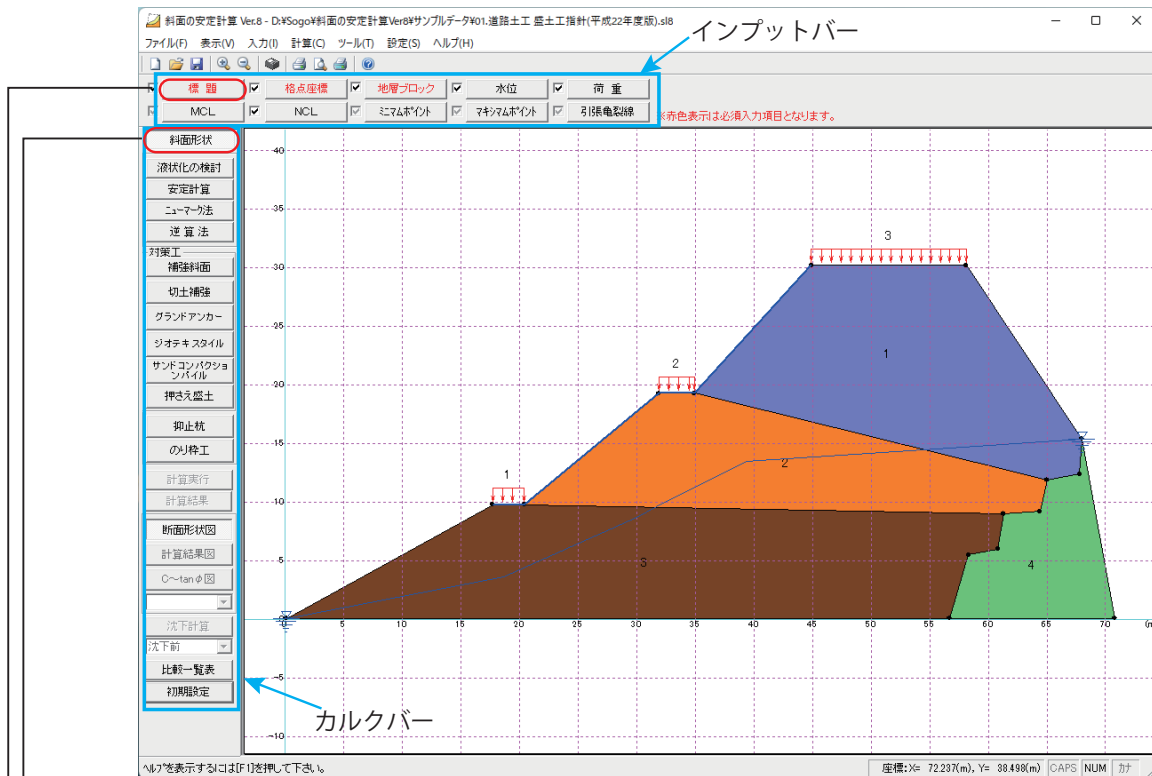 斜面の安定計算 Ver.8 - D:¥Sogo¥斜面の安定計算Ver8¥サンプルデータ¥01.道路土工 盛土工指針(平成22年度版).sl8
インプットバー
ファイル(F) 表示(V) 入力(I) 計算(C) ツール(T) 設定(S) ヘルプ(H)
標 題 格点座標 地層ブロック 水位 荷 重
MCL NCL ミニマムポイント マキシマムポイント 引張亀裂線
※赤色表示は必須入力項目となります。
斜面形状
液状化の検討
安定計算
ニューマーク法
逆 算 法
対策工
補強斜面
切土補強
グランドアンカー
ジオテキスタイル
サンドコンパクショ
ンパイル
押さえ盛土
抑止杭
のり枠工
計算実行
計算結果
断面形状図
計算結果図
C～tanφ図
沈下計算
沈下前
比較一覧表
初期設定
カルクバー
40
35
30
25
20
15
10
5
0 5 10 15 20 25 30 35 40 45 50 55 60 65 70 (m
-5
-10
3
1
2
2
1
3
4
ヘルプを表示するには[F1]を押して下さい。
座標:X= 72.237(m), Y= 38.498(m) CAPS NUM カナ